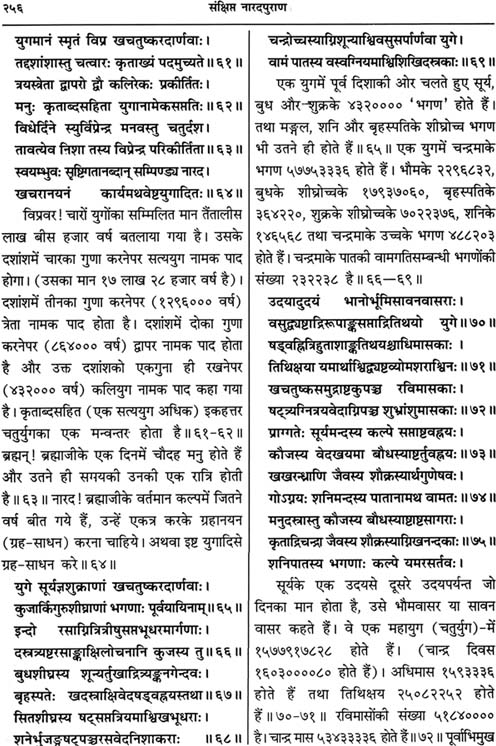 २५६
संक्षिप्त नारदपुराण
युगमानं स्मृतं विप्र खचतुष्करदार्णवाः।
तद्दशांशास्तु चत्वारः कृताख्यं पदमुच्यते॥६१॥
त्रयस्त्रेता द्वापरो द्वौ कलिरेकः प्रकीर्तितः।
मनुः कृताब्दसहिता युगानामेकसप्ततिः॥६२॥
विधेर्दिने स्युर्विप्रेन्द्र मनवस्तु चतुर्दश।
तावत्येव निशा तस्य विप्रेन्द्र परिकीर्तिता॥६३॥
स्वयम्भुवः सृष्टिगतानब्दान् सम्पिण्ड्य नारद।
खचरानयनं कार्यमथवेष्टयुगादितः॥६४॥
विप्रवर! चारों युगोंका सम्मिलित मान तैंतालीस
लाख बीस हजार वर्ष बतलाया गया है। उसके
दशांशमें चारका गुणा करनेपर सत्ययुग नामक पाद
होगा। (उसका मान १७ लाख २८ हजार वर्ष है)।
दशांशमें तीनका गुणा करनेपर (१२९६००० वर्ष)
त्रेता नामक पाद होता है। दशांशमें दोका गुणा
करनेपर (८६४००० वर्ष) द्वापर नामक पाद होता
है और उक्त दशांशको एकगुना ही रखनेपर
(४३२००० वर्ष) कलियुग नामक पाद कहा गया
है। कृताब्दसहित (एक सत्ययुग अधिक) इकहत्तर
चतुर्युगका एक मन्वन्तर होता है॥६१-६२॥
ब्रह्मन्! ब्रह्माजीके एक दिनमें चौदह मनु होते हैं
और उतने ही समयकी उनकी एक रात्रि होती
है॥६३॥ नारद! ब्रह्माजीके वर्तमान कल्पमें जितने
वर्ष बीत गये हैं, उन्हें एकत्र करके ग्रहानयन
(ग्रह-साधन) करना चाहिये। अथवा इष्ट युगादिसे
ग्रह-साधन करे॥६४॥
युगे सूर्यज्ञशुक्राणां खचतुष्करदार्णवाः।
कुजार्किगुरुशीघ्राणां भगणाः पूर्वयायिनाम्॥६५॥
इन्दो रसाग्नित्रित्रीषुसप्तभूधरमार्गणाः।
दस्रत्र्यष्टरसाङ्काक्षिलोचनानि कुजस्य तु॥६६॥
बुधशीघ्रस्य शून्यर्तुखाद्रित्र्यङ्कनगेन्दवः।
बृहस्पतेः खदस्राक्षिवेदषड्वह्नयस्तथा॥६७॥
सितशीघ्रस्य षट्सप्तत्रियमाश्विखभूधराः।
शनेर्भुजङ्गषट्पञ्चरसवेदनिशाकराः॥६८॥
चन्द्रोच्चस्याग्निशून्याश्विवसुसर्पार्णवा युगे।
वामं पातस्य वस्वग्नियमाश्विशिखिदस्रकाः॥६९॥
एक युगमें पूर्व दिशाकी ओर चलते हुए सूर्य,
बुध और शुक्रके ४३२०००० 'भगण' होते हैं।
तथा मङ्गल, शनि और बृहस्पतिके शीघ्रोच्च भगण
भी उतने ही होते हैं॥६५॥ एक युगमें चन्द्रमाके
भगण ५७७५३३३६ होते हैं। भौमके २२९६८३२,
बुधके शीघ्रोच्चके १७९३७०६०, बृहस्पतिके
३६४२२०, शुक्रके शीघ्रोच्चके ७०२२३७६, शनिके
१४६५६८ तथा चन्द्रमाके उच्चके भगण ४८८२०३
होते हैं। चन्द्रमाके पातकी वामगतिसम्बन्धी भगणोंकी
संख्या २३२२३८ है॥६६—६९॥
उदयादुदयं भानोर्भूमिसावनवासराः।
वसुद्व्यष्टाद्रिरूपाङ्कसप्ताद्रितिथयो युगे॥७०॥
षड्वह्नित्रिहुताशाङ्कतिथयश्चाधिमासकाः।
तिथिक्षया यमार्थाश्विद्व्यष्टव्योमशराश्विनः॥७१॥
खचतुष्कसमुद्राष्टकुपञ्च रविमासकाः।
षट्त्र्यग्नित्रयवेदाग्निपञ्च शुभ्रांशुमासकाः॥७२॥
प्राग्गतेः सूर्यमन्दस्य कल्पे सप्ताष्टवह्नयः।
कौजस्य वेदखयमा बौधस्याष्टर्तुवह्नयः॥७३॥
खखरन्ध्राणि जैवस्य शौक्रस्यार्थगुणेषवः।
गोऽग्नयः शनिमन्दस्य पातानामथ वामतः॥७४॥
मनुदस्रास्तु कौजस्य बौधस्याष्टाष्टसागराः।
कृताद्रिचन्द्रा जैवस्य शौक्रस्याग्निखनन्दकाः॥७५॥
शनिपातस्य भगणाः कल्पे यमरसर्तवः।
सूर्यके एक उदयसे दूसरे उदयपर्यन्त जो
दिनका मान होता है, उसे भौमवासर या सावन
वासर कहते हैं। वे एक महायुग (चतुर्युग)-में
१५७७९१७८२८ होते हैं। (चान्द्र दिवस
१६०३००००८० होते हैं)। अधिमास १५९३३३६
होते हैं तथा तिथिक्षय २५०८२२५२ होते हैं
॥७०-७१॥ रविमासोंकी संख्या ५१८४००००
है। चान्द्र मास ५३४३३३३६ होते हैं॥७२॥ पूर्वाभिमुख